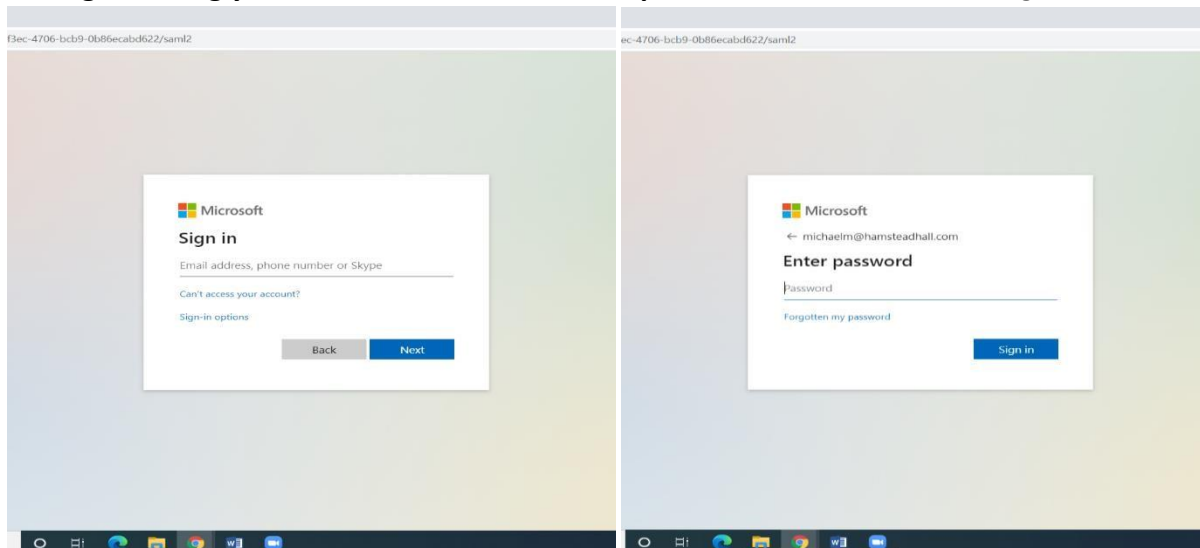 f3ec-4706-bcb9-0b86ecabd622/saml2
Microsoft
Sign in
Email address, phone number or Skype
Can't access your account?
Sign-in options
Back
Next
ec-4706-bcb9-0b86ecabd622/saml2
Microsoft
← michaelm@hamsteadhall.com
Enter password
Password
Forgotten my password
Sign in